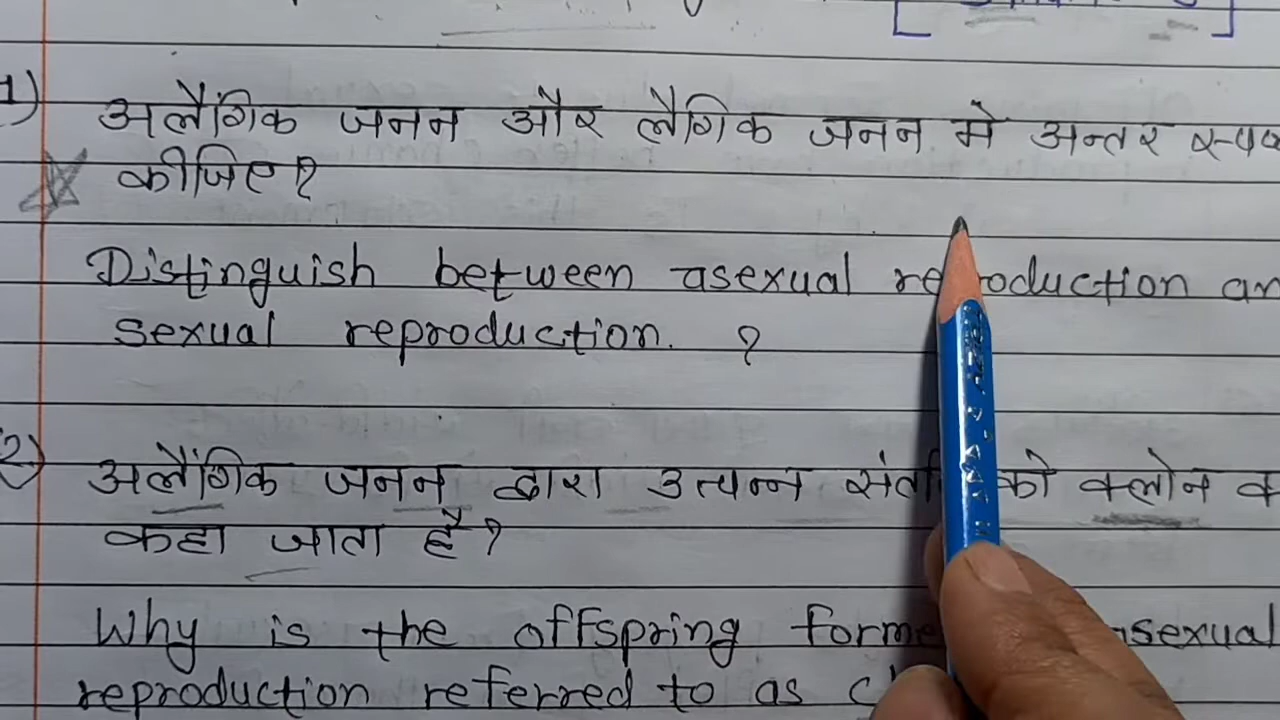 1) अलैंगिक जनन और लैगिक जनन मे अन्तर
कीजिए?
Distinguish between asexual reproduction
sexual reproduction. ?
2) अलैंगिक जनन द्वारा उत्पन्न को क्लोन
कहा जाता है?
Why is the offspring asexual
reproduction referred to as